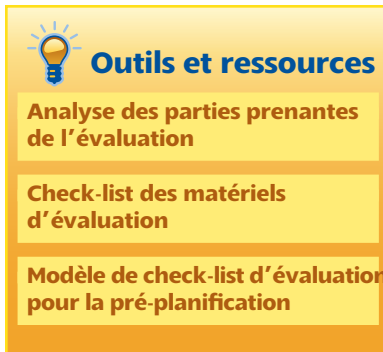 Outils et ressources
Analyse des parties prenantes
de l'évaluation
Check-list des matériels
d'évaluation
Modèle de check-list d'évaluation
pour la pré-planification